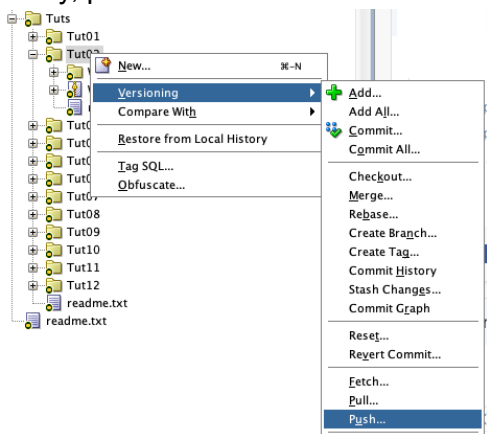 Tuts
Tut01
New... ⌘-N
Versioning
Compare With
Restore from Local History
Tag SQL...
Obfuscate...
Tut08
Tut09
Tut10
Tut11
Tut12
readme.txt
readme.txt
Add...
Add All...
Commit...
Commit All...
Checkout...
Merge...
Rebase...
Create Branch...
Create Tag...
Commit History
Stash Changes...
Commit Graph
Reset...
Revert Commit...
Fetch...
Pull...
Push...